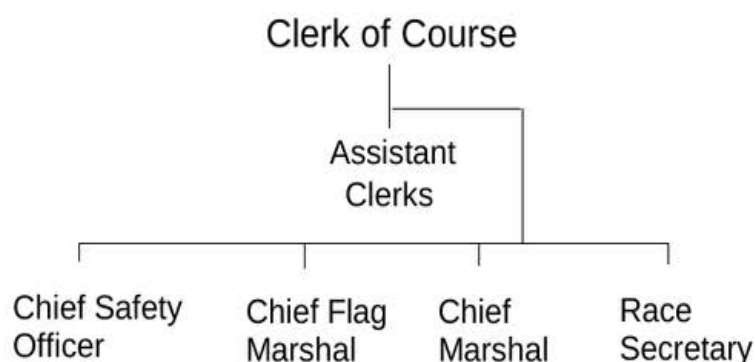 Clerk of Course
Assistant
Clerks
Chief Safety
Officer
Chief Flag
Marshal
Chief
Marshal
Race
Secretary